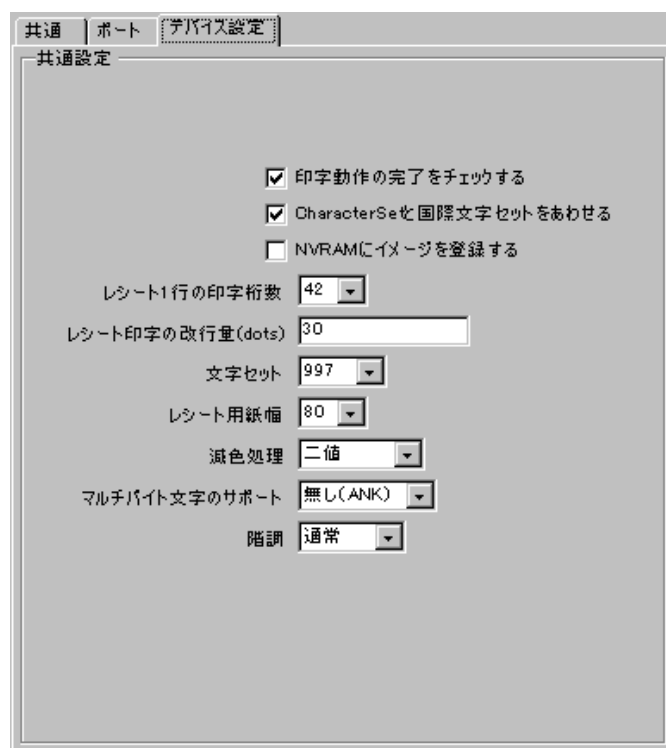 共通 ポート デバイス設定
共通設定
印字動作の完了をチェックする
CharacterSetと国際文字セットをあわせる
NVRAMにイメージを登録する
レシート1行の印字桁数 42
レシート印字の改行量(dots) 30
文字セット 997
レシート用紙幅 80
減色処理 二値
マルチバイト文字のサポート 無し(ANK)
階調 通常